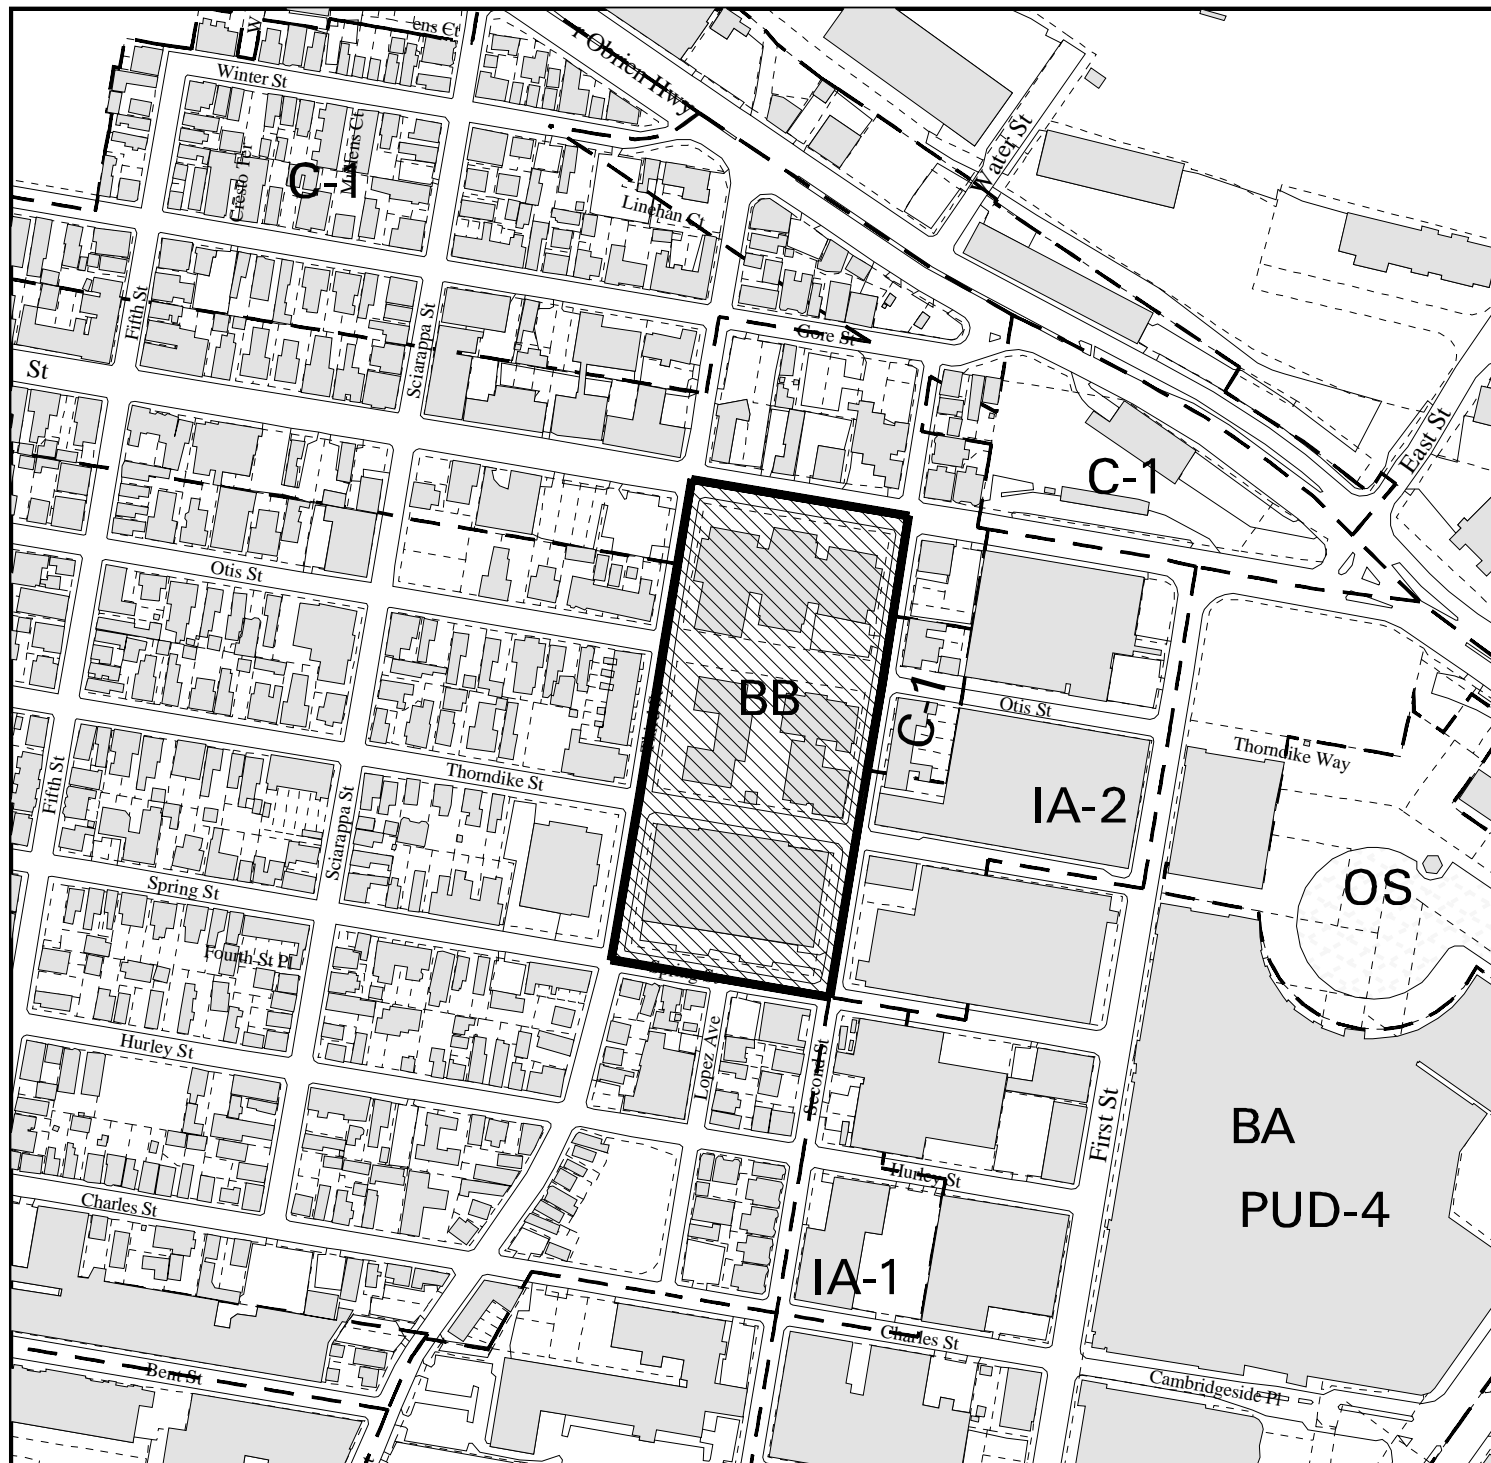 ens Ct
W
r Obrien Hwy
Winter St
Water St
Mullens Ct
C-1
Cresto Ter
Linehan Ct
Fifth St
Sciarappa St
Gore St
St
East St
C-1
Otis St
BB
C-1
Otis St
Thorndike St
Thorndike Way
Fifth St
Sciarappa St
IA-2
Spring St
OS
Fourth St Pl
Spring
Hurley St
Lopez Ave
Second St
First St
BA
Hurley St
Charles St
PUD-4
IA-1
Charles St
Bent St
Cambridgeside Pl